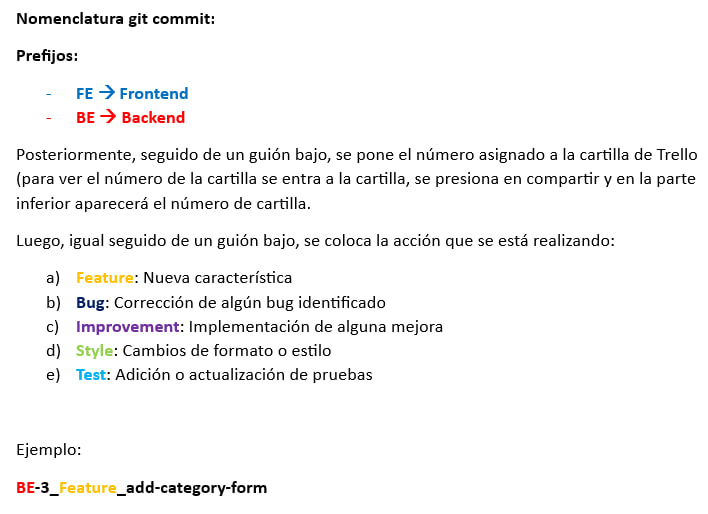 Nomenclatura git commit:
Prefijos:
- FE → Frontend
- BE → Backend
Posteriormente, seguido de un guión bajo, se pone el número asignado a la cartilla de Trello
(para ver el número de la cartilla se entra a la cartilla, se presiona en compartir y en la parte
inferior aparecerá el número de cartilla.
Luego, igual seguido de un guión bajo, se coloca la acción que se está realizando:
a) Feature: Nueva característica
b) Bug: Corrección de algún bug identificado
c) Improvement: Implementación de alguna mejora
d) Style: Cambios de formato o estilo
e) Test: Adición o actualización de pruebas
Ejemplo:
BE-3_Feature_add-category-form